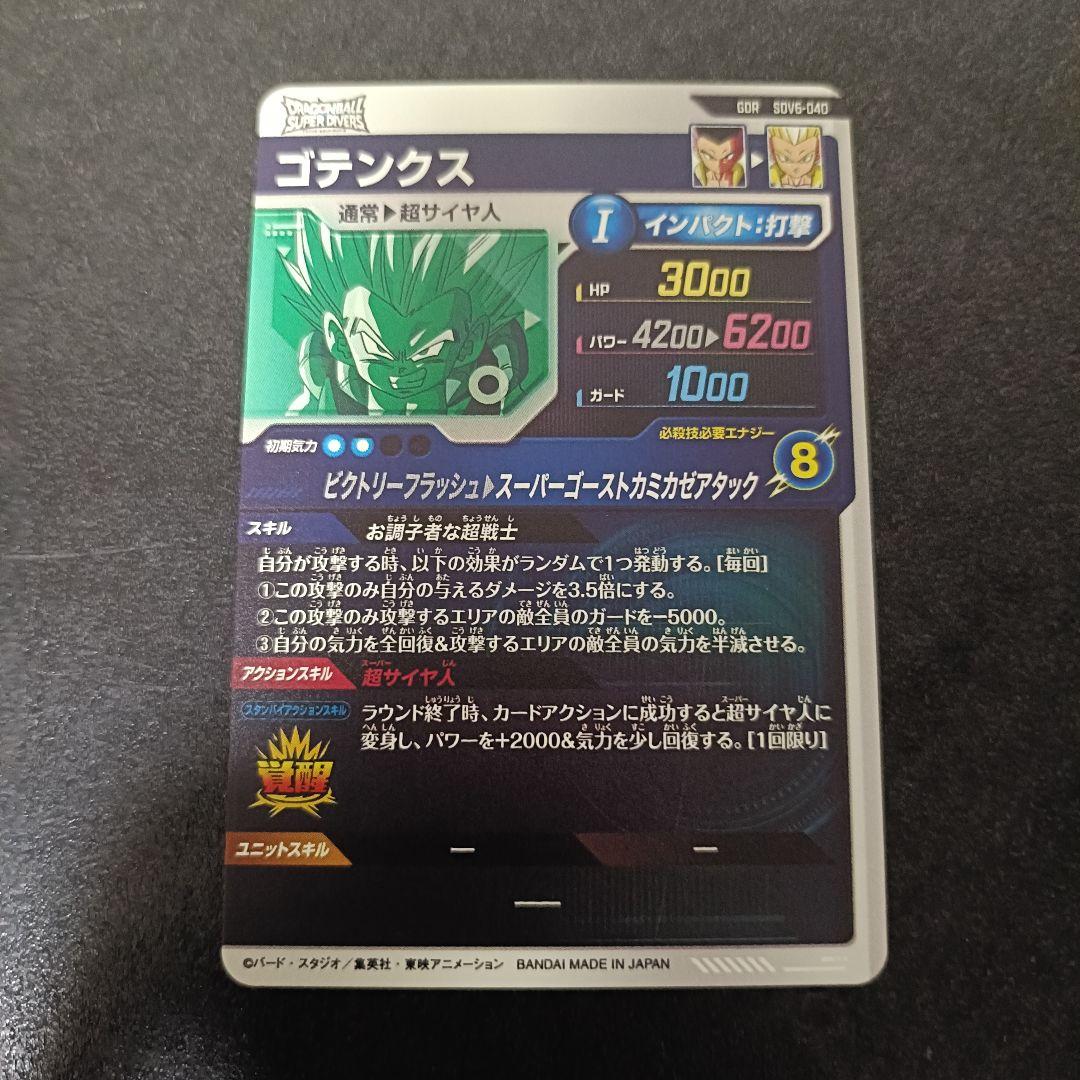 DRAGONBALL
SUPER DIVERS
GDR SDV6-040
ゴテンクス
通常▶超サイヤ人
I インパクト:打撃
HP 3000
パワー 4200▶6200
ガード 1000
初期気力
必殺技必要エナジー
8
ビクトリーフラッシュ▶スーパーゴーストカミカゼアタック
スキル お調子者な超戦士
自分が攻撃する時、以下の効果がランダムで1つ発動する。[毎回]
①この攻撃のみ自分の与えるダメージを3.5倍にする。
②この攻撃のみ攻撃するエリアの敵全員のガードを-5000。
③自分の気力を全回復&攻撃するエリアの敵全員の気力を半減させる。
アクションスキル 超サイヤ人
スタンバイアクションスキル
ラウンド終了時、カードアクションに成功すると超サイヤ人に
変身し、パワーを+2000&気力を少し回復する。[1回限り]
覚醒
ユニットスキル ー ー
ー
©バード・スタジオ/集英社・東映アニメーション BANDAI MADE IN JAPAN